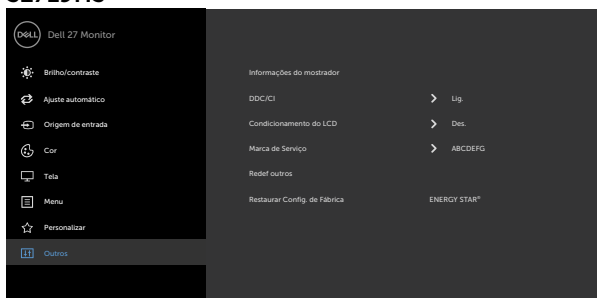 DELL Dell 27 Monitor
Brilho/contraste
Ajuste automático
Origem de entrada
Cor
Tela
Menu
Personalizar
Outros
Informações do mostrador
DDC/CI Lig.
Condicionamento do LCD Des.
Marca de Serviço ABCDEFG
Redef outros
Restaurar Config. de Fábrica ENERGY STAR®